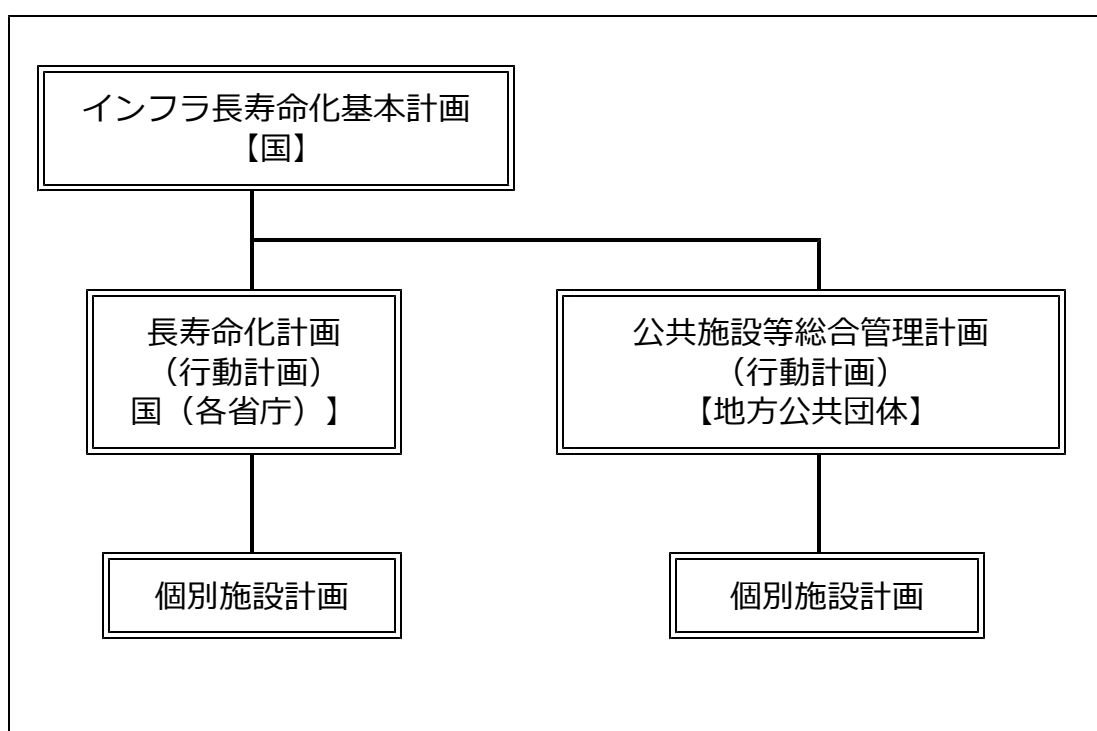 インフラ長寿命化基本計画
【国】
長寿命化計画
（行動計画）
国（各省庁）】
公共施設等総合管理計画
（行動計画）
【地方公共団体】
個別施設計画
個別施設計画